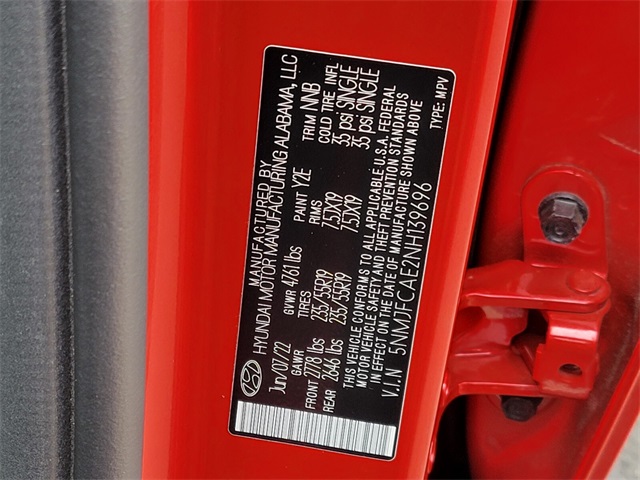 MANUFACTURED BY
HYUNDAI MOTOR MANUFACTURING ALABAMA, LLC
Jun/07/22 GVWR 4761 lbs PAINT Y2E TRIM NNB
GAWR TIRES RIMS COLD TIRE INFL
FRONT 2778 lbs 235/55R19 7.5JX19 35 psi SINGLE
REAR 2646 lbs 235/55R19 7.5JX19 35 psi SINGLE
THIS VEHICLE CONFORMS TO ALL APPLICABLE U.S.A. FEDERAL
MOTOR VEHICLE SAFETY AND THEFT PREVENTION STANDARDS
IN EFFECT ON THE DATE OF MANUFACTURE SHOWN ABOVE
V.I.N 5NMJFCAE2NH139696 TYPE: MPV